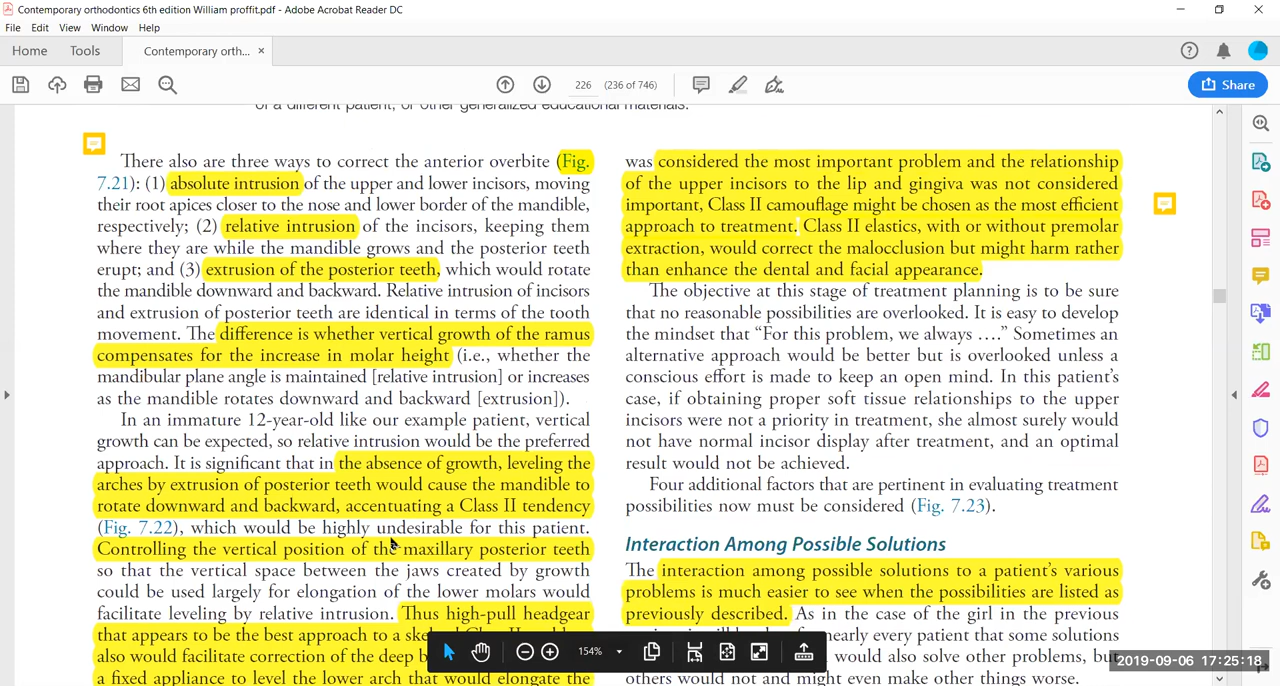 Contemporary orthodontics 6th edition William proffit.pdf - Adobe Acrobat Reader DC
File Edit View Window Help
Home Tools Contemporary orth... ×
226 (236 of 746)
154%
Share
of a different patient, or other generalized educational materials.
There also are three ways to correct the anterior overbite (Fig.
7.21): (1) absolute intrusion of the upper and lower incisors, moving
their root apices closer to the nose and lower border of the mandible,
respectively; (2) relative intrusion of the incisors, keeping them
where they are while the mandible grows and the posterior teeth
erupt; and (3) extrusion of the posterior teeth, which would rotate
the mandible downward and backward. Relative intrusion of incisors
and extrusion of posterior teeth are identical in terms of the tooth
movement. The difference is whether vertical growth of the ramus
compensates for the increase in molar height (i.e., whether the
mandibular plane angle is maintained [relative intrusion] or increases
as the mandible rotates downward and backward [extrusion]).
In an immature 12-year-old like our example patient, vertical
growth can be expected, so relative intrusion would be the preferred
approach. It is significant that in the absence of growth, leveling the
arches by extrusion of posterior teeth would cause the mandible to
rotate downward and backward, accentuating a Class II tendency
(Fig. 7.22), which would be highly undesirable for this patient.
Controlling the vertical position of the maxillary posterior teeth
so that the vertical space between the jaws created by growth
could be used largely for elongation of the lower molars would
facilitate leveling by relative intrusion. Thus high-pull headgear
that appears to be the best approach to a
also would facilitate correction of the deep
a fixed appliance to level the lower arch that would elongate the
was considered the most important problem and the relationship
of the upper incisors to the lip and gingiva was not considered
important, Class II camouflage might be chosen as the most efficient
approach to treatment. Class II elastics, with or without premolar
extraction, would correct the malocclusion but might harm rather
than enhance the dental and facial appearance.
The objective at this stage of treatment planning is to be sure
that no reasonable possibilities are overlooked. It is easy to develop
the mindset that “For this problem, we always ….” Sometimes an
alternative approach would be better but is overlooked unless a
conscious effort is made to keep an open mind. In this patient’s
case, if obtaining proper soft tissue relationships to the upper
incisors were not a priority in treatment, she almost surely would
not have normal incisor display after treatment, and an optimal
result would not be achieved.
Four additional factors that are pertinent in evaluating treatment
possibilities now must be considered (Fig. 7.23).
Interaction Among Possible Solutions
The interaction among possible solutions to a patient’s various
problems is much easier to see when the possibilities are listed as
previously described. As in the case of the girl in the previous
nearly every patient that some solutions
would also solve other problems, but
others would not and might even make other things worse.
2019-09-06 17:25:18